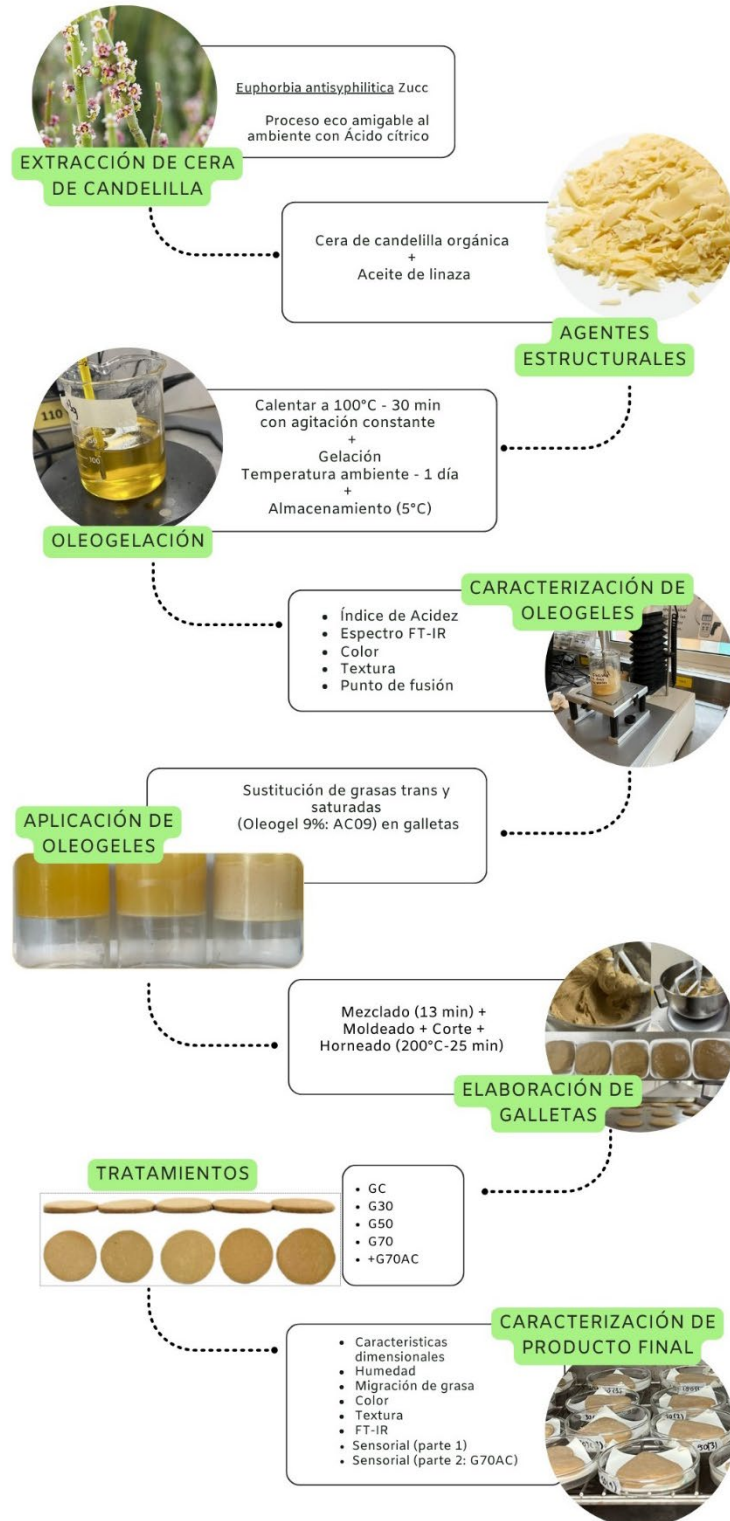 Euphorbia antisyphilitica Zucc
Proceso eco amigable al
ambiente con Ácido cítrico
EXTRACCIÓN DE CERA
DE CANDELILLA
Cera de candelilla orgánica
+
Aceite de linaza
AGENTES
ESTRUCTURALES
110
Calentar a 100°C - 30 min
con agitación constante
+
Gelación
Temperatura ambiente - 1 día
+
Almacenamiento (5°C)
OLEOGELACIÓN
CARACTERIZACIÓN DE
OLEOGELES
• Índice de Acidez
• Espectro FT-IR
• Color
• Textura
• Punto de fusión
Sustitución de grasas trans y
saturadas
(Oleogel 9%: AC09) en galletas
APLICACIÓN DE
OLEOGELES
Mezclado (13 min) +
Moldeado + Corte +
Horneado (200°C-25 min)
ELABORACIÓN DE
GALLETAS
TRATAMIENTOS
• GC
• G30
• G50
• G70
• +G70AC
CARACTERIZACIÓN DE
PRODUCTO FINAL
• Caracteristicas
dimensionales
• Humedad
• Migración de grasa
• Color
• Textura
• FT-IR
• Sensorial (parte 1)
• Sensorial (parte 2: G70AC)